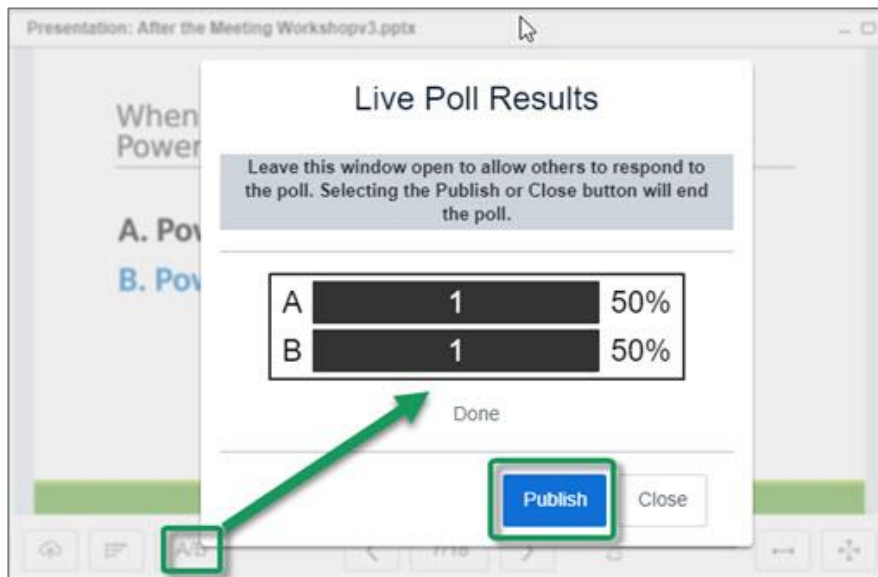 Presentation: After the Meeting Workshopv3.pptx
When
Power
A. Pov
B. Pov
Live Poll Results
Leave this window open to allow others to respond to
the poll. Selecting the Publish or Close button will end
the poll.
A 1 50%
B 1 50%
Done
Publish Close
A/b 7/16